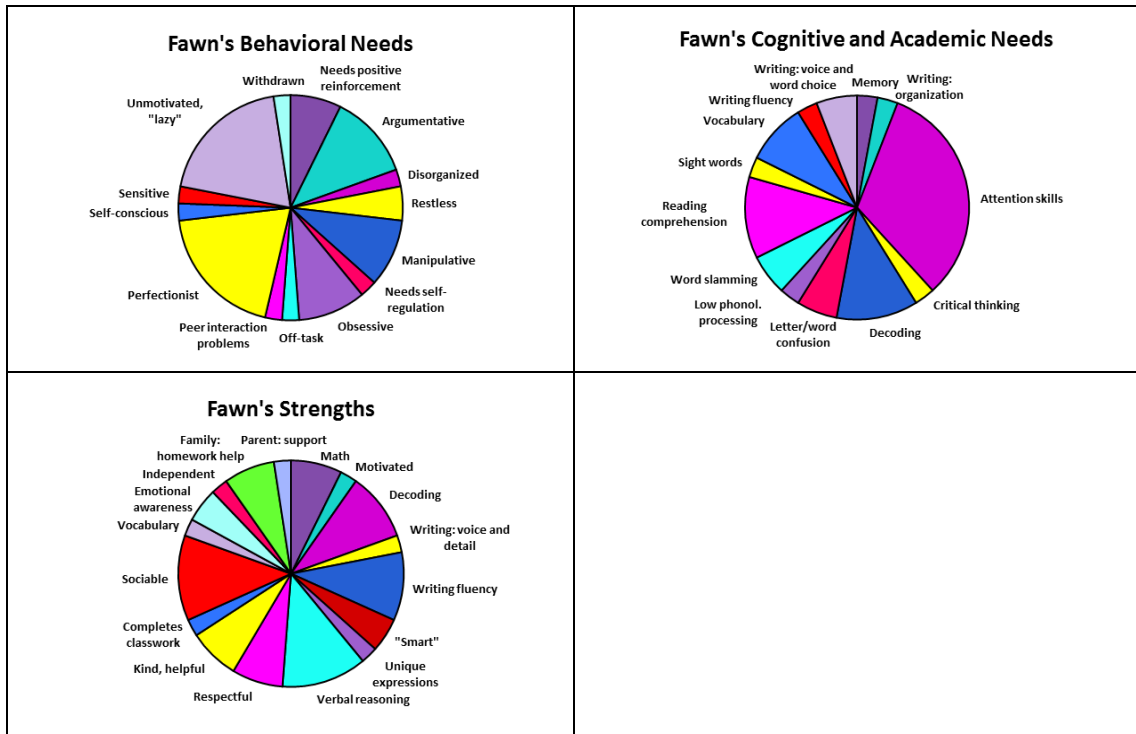 Fawn's Behavioral Needs
Withdrawn
Needs positive
reinforcement
Unmotivated,
"lazy"
Argumentative
Disorganized
Sensitive
Restless
Self-conscious
Manipulative
Perfectionist
Needs self-
regulation
Peer interaction
problems
Off-task
Obsessive
Fawn's Cognitive and Academic Needs
Writing: voice and
word choice
Memory
Writing:
organization
Writing fluency
Vocabulary
Sight words
Attention skills
Reading
comprehension
Word slamming
Low phonol.
processing
Letter/word
confusion
Decoding
Critical thinking
Fawn's Strengths
Family:
homework help
Parent: support
Math
Motivated
Independent
Emotional
awareness
Decoding
Vocabulary
Writing: voice and
detail
Sociable
Writing fluency
Completes
classwork
"Smart"
Kind, helpful
Unique
expressions
Respectful
Verbal reasoning